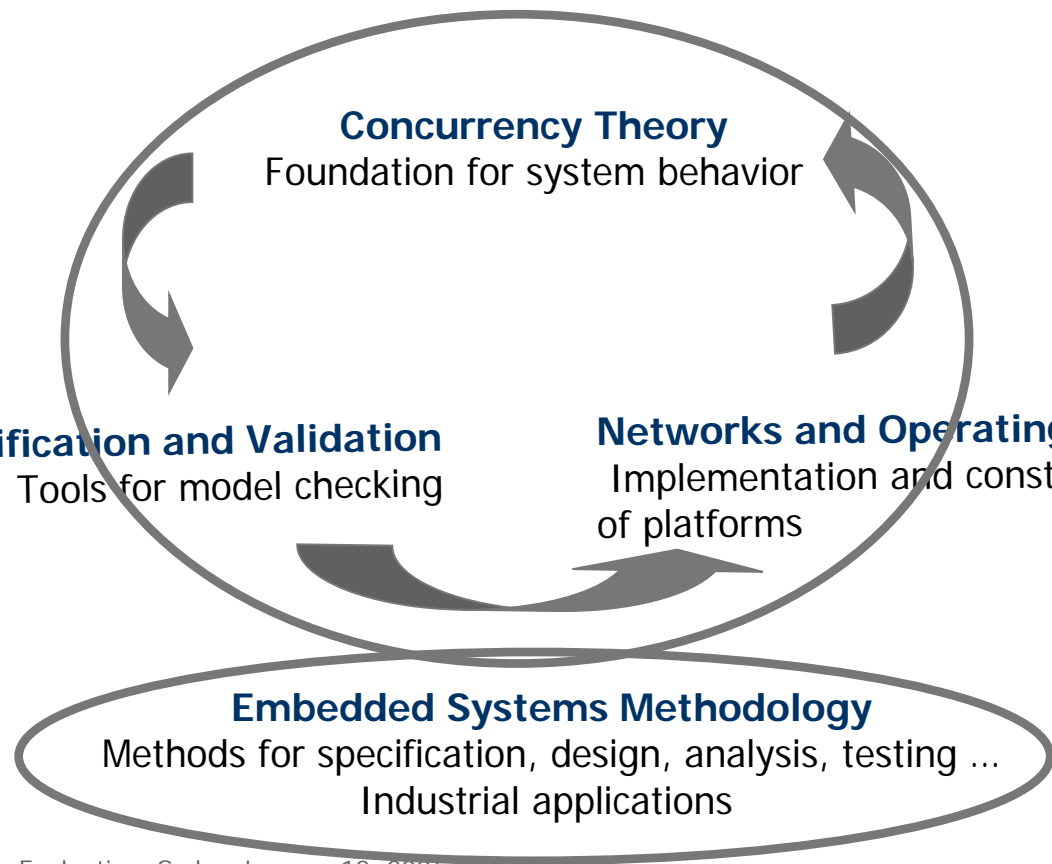 Concurrency Theory
Foundation for system behavior
ification and Validation
Tools for model checking
Networks and Operating
Implementation and const
of platforms
Embedded Systems Methodology
Methods for specification, design, analysis, testing ...
Industrial applications